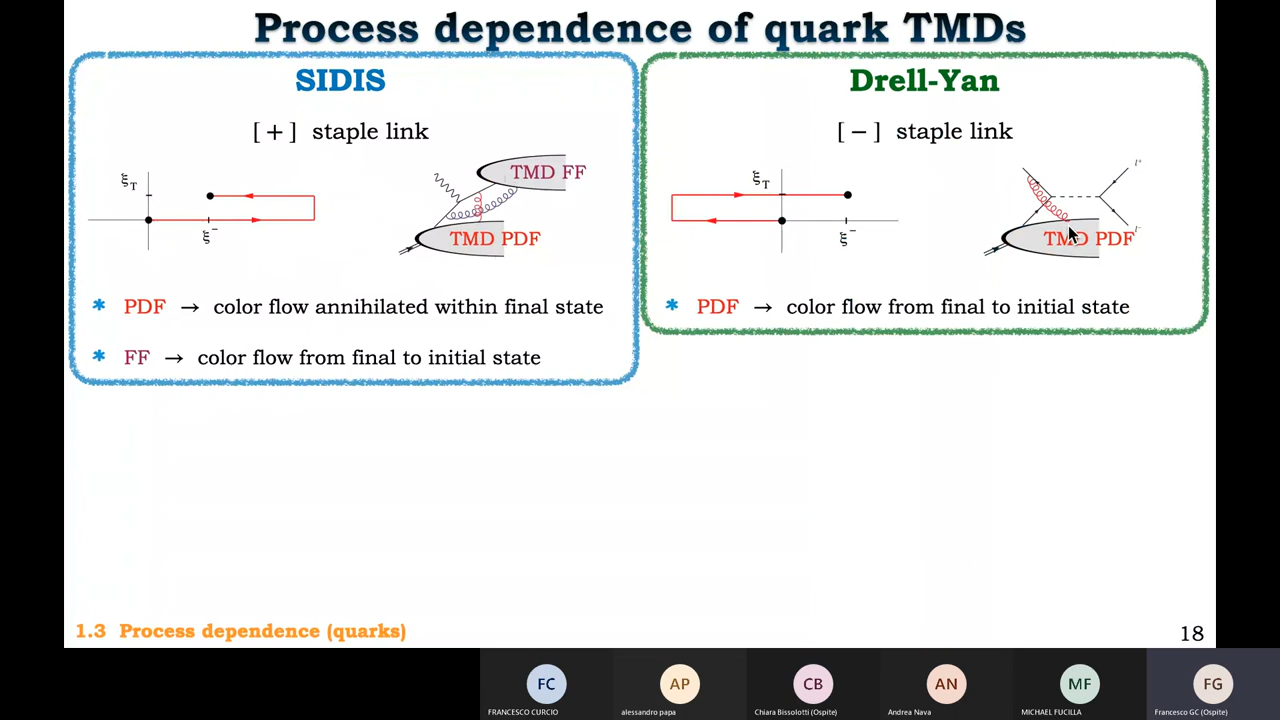 Process dependence of quark TMDs
SIDIS
[ + ] staple link
ξT
ξ−
TMD FF
TMD PDF
* PDF → color flow annihilated within final state
* FF → color flow from final to initial state
Drell-Yan
[ − ] staple link
ξT
ξ−
l+
l−
TMD PDF
* PDF → color flow from final to initial state
1.3 Process dependence (quarks)
18
FC
AP
CB
AN
MF
FG
FRANCESCO CURCIO
alessandro papa
Chiara Bissolotti (Ospite)
Andrea Nava
MICHAEL FUCILLA
Francesco GC (Ospite)